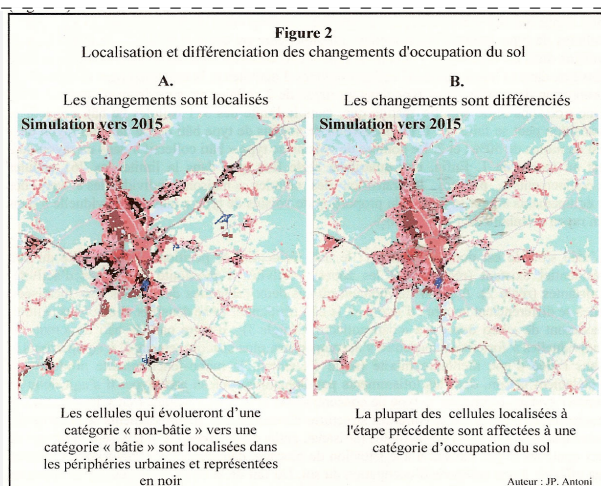 Figure 2
Localisation et différenciation des changements d'occupation du sol
A.
Les changements sont localisés
Simulation vers 2015
Les cellules qui évolueront d'une
catégorie « non-bâtie » vers une
catégorie « bâtie » sont localisées dans
les périphéries urbaines et représentées
en noir
B.
Les changements sont différenciés
Simulation vers 2015
La plupart des cellules localisées à
l'étape précédente sont affectées à une
catégorie d'occupation du sol
Auteur : JP. Antoni